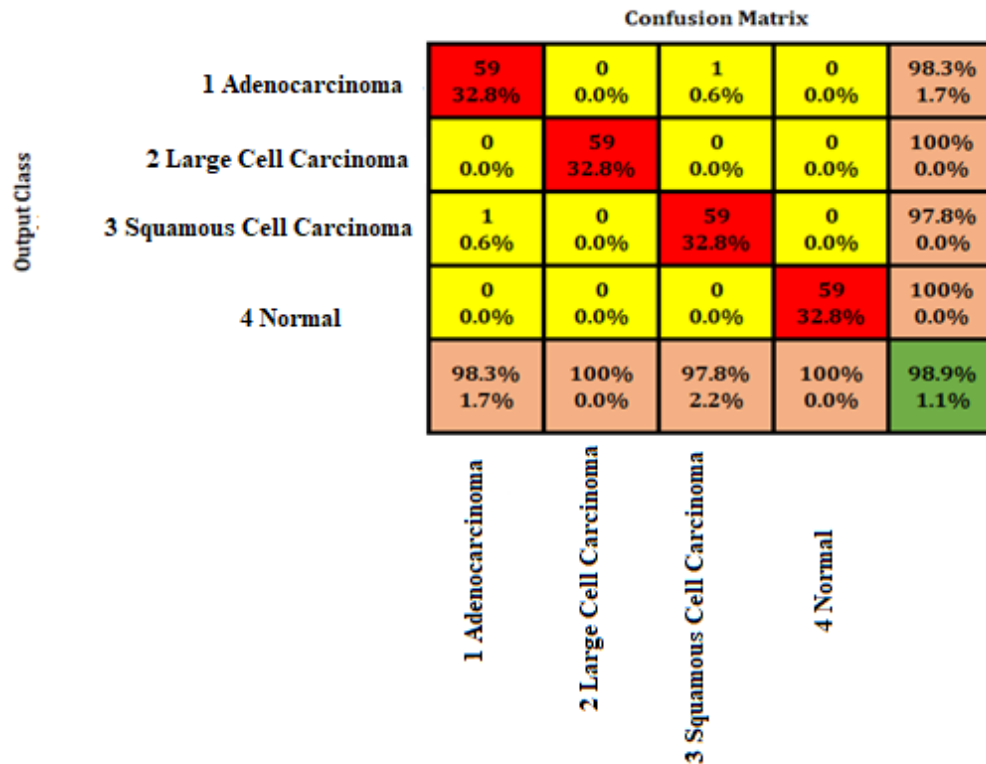 Confusion Matrix
Output Class
1 Adenocarcinoma
59 0 1 0 98.3%
32.8% 0.0% 0.6% 0.0% 1.7%
2 Large Cell Carcinoma
0 59 0 0 100%
0.0% 32.8% 0.0% 0.0% 0.0%
3 Squamous Cell Carcinoma
1 0 59 0 97.8%
0.6% 0.0% 32.8% 0.0% 0.0%
4 Normal
0 0 0 59 100%
0.0% 0.0% 0.0% 32.8% 0.0%
98.3% 100% 97.8% 100% 98.9%
1.7% 0.0% 2.2% 0.0% 1.1%
1 Adenocarcinoma
2 Large Cell Carcinoma
3 Squamous Cell Carcinoma
4 Normal